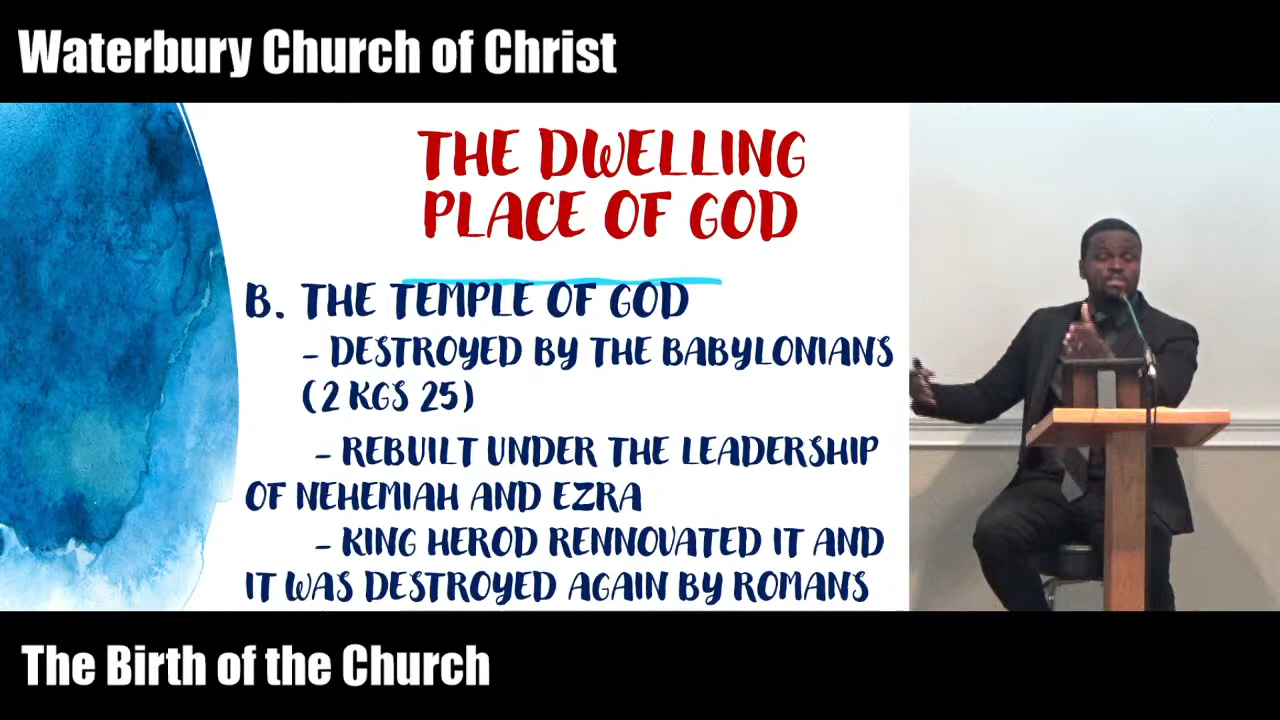 Waterbury Church of Christ
THE DWELLING
PLACE OF GOD
B. THE TEMPLE OF GOD
- DESTROYED BY THE BABYLONIANS
(2 KGS 25)
- REBUILT UNDER THE LEADERSHIP
OF NEHEMIAH AND EZRA
- KING HEROD RENNOVATED IT AND
IT WAS DESTROYED AGAIN BY ROMANS
The Birth of the Church